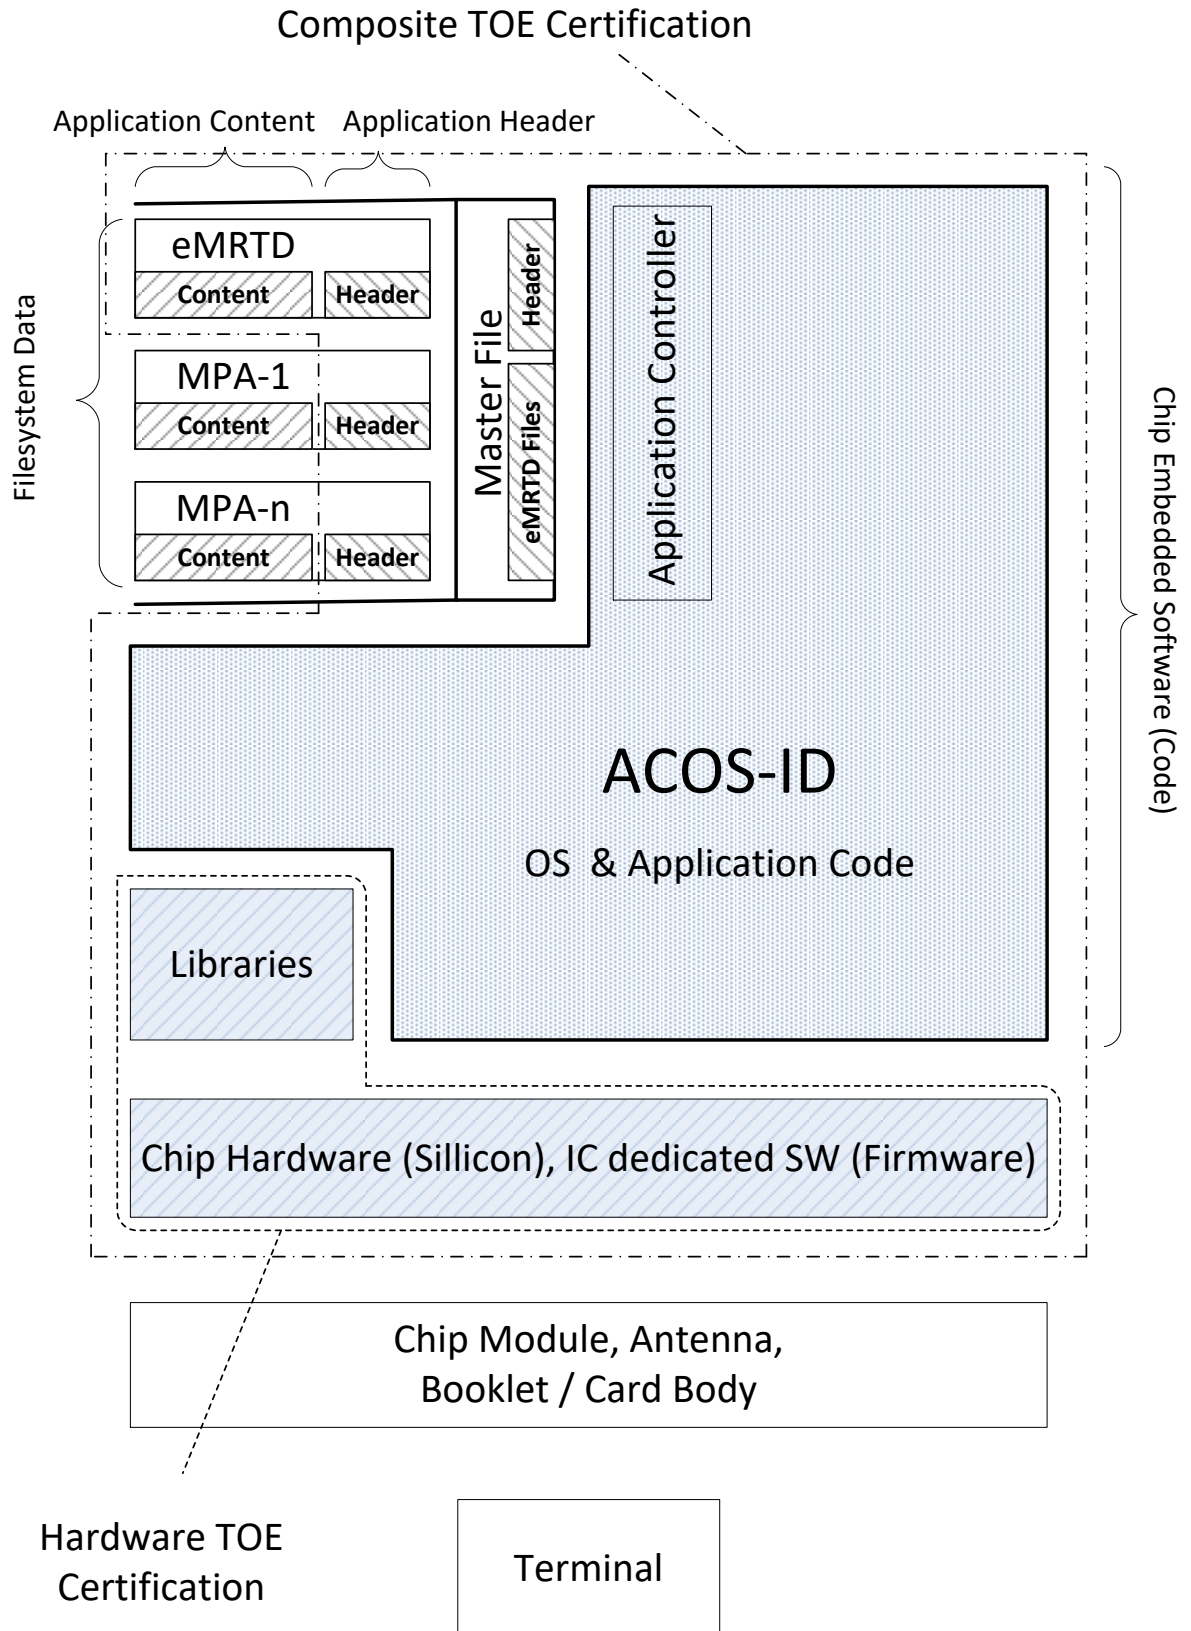 Composite TOE Certification
Application Content
Application Header
eMRTD
Content
Header
MPA-1
Content
Header
MPA-n
Content
Header
Filesystem Data
Master File
Header
eMRTD Files
Application Controller
Chip Embedded Software (Code)
ACOS-ID
OS & Application Code
Libraries
Chip Hardware (Sillicon), IC dedicated SW (Firmware)
Chip Module, Antenna,
Booklet / Card Body
Hardware TOE
Certification
Terminal